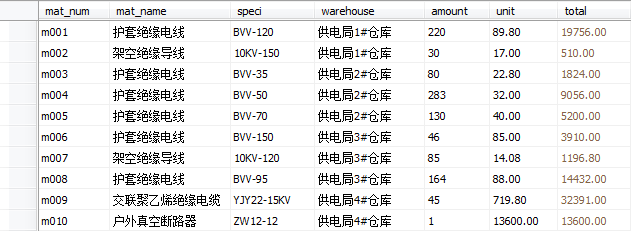 mat_num mat_name speci warehouse amount unit total
m001 护套绝缘电线 BVV-120 供电局1#仓库 220 89.80 19756.00
m002 架空绝缘导线 10KV-150 供电局1#仓库 30 17.00 510.00
m003 护套绝缘电线 BVV-35 供电局2#仓库 80 22.80 1824.00
m004 护套绝缘电线 BVV-50 供电局2#仓库 283 32.00 9056.00
m005 护套绝缘电线 BVV-70 供电局2#仓库 130 40.00 5200.00
m006 护套绝缘电线 BVV-150 供电局3#仓库 46 85.00 3910.00
m007 架空绝缘导线 10KV-120 供电局3#仓库 85 14.08 1196.80
m008 护套绝缘电线 BVV-95 供电局3#仓库 164 88.00 14432.00
m009 交联聚乙烯绝缘电缆 YJY22-15KV 供电局4#仓库 45 719.80 32391.00
m010 户外真空断路器 ZW12-12 供电局4#仓库 1 13600.00 13600.00